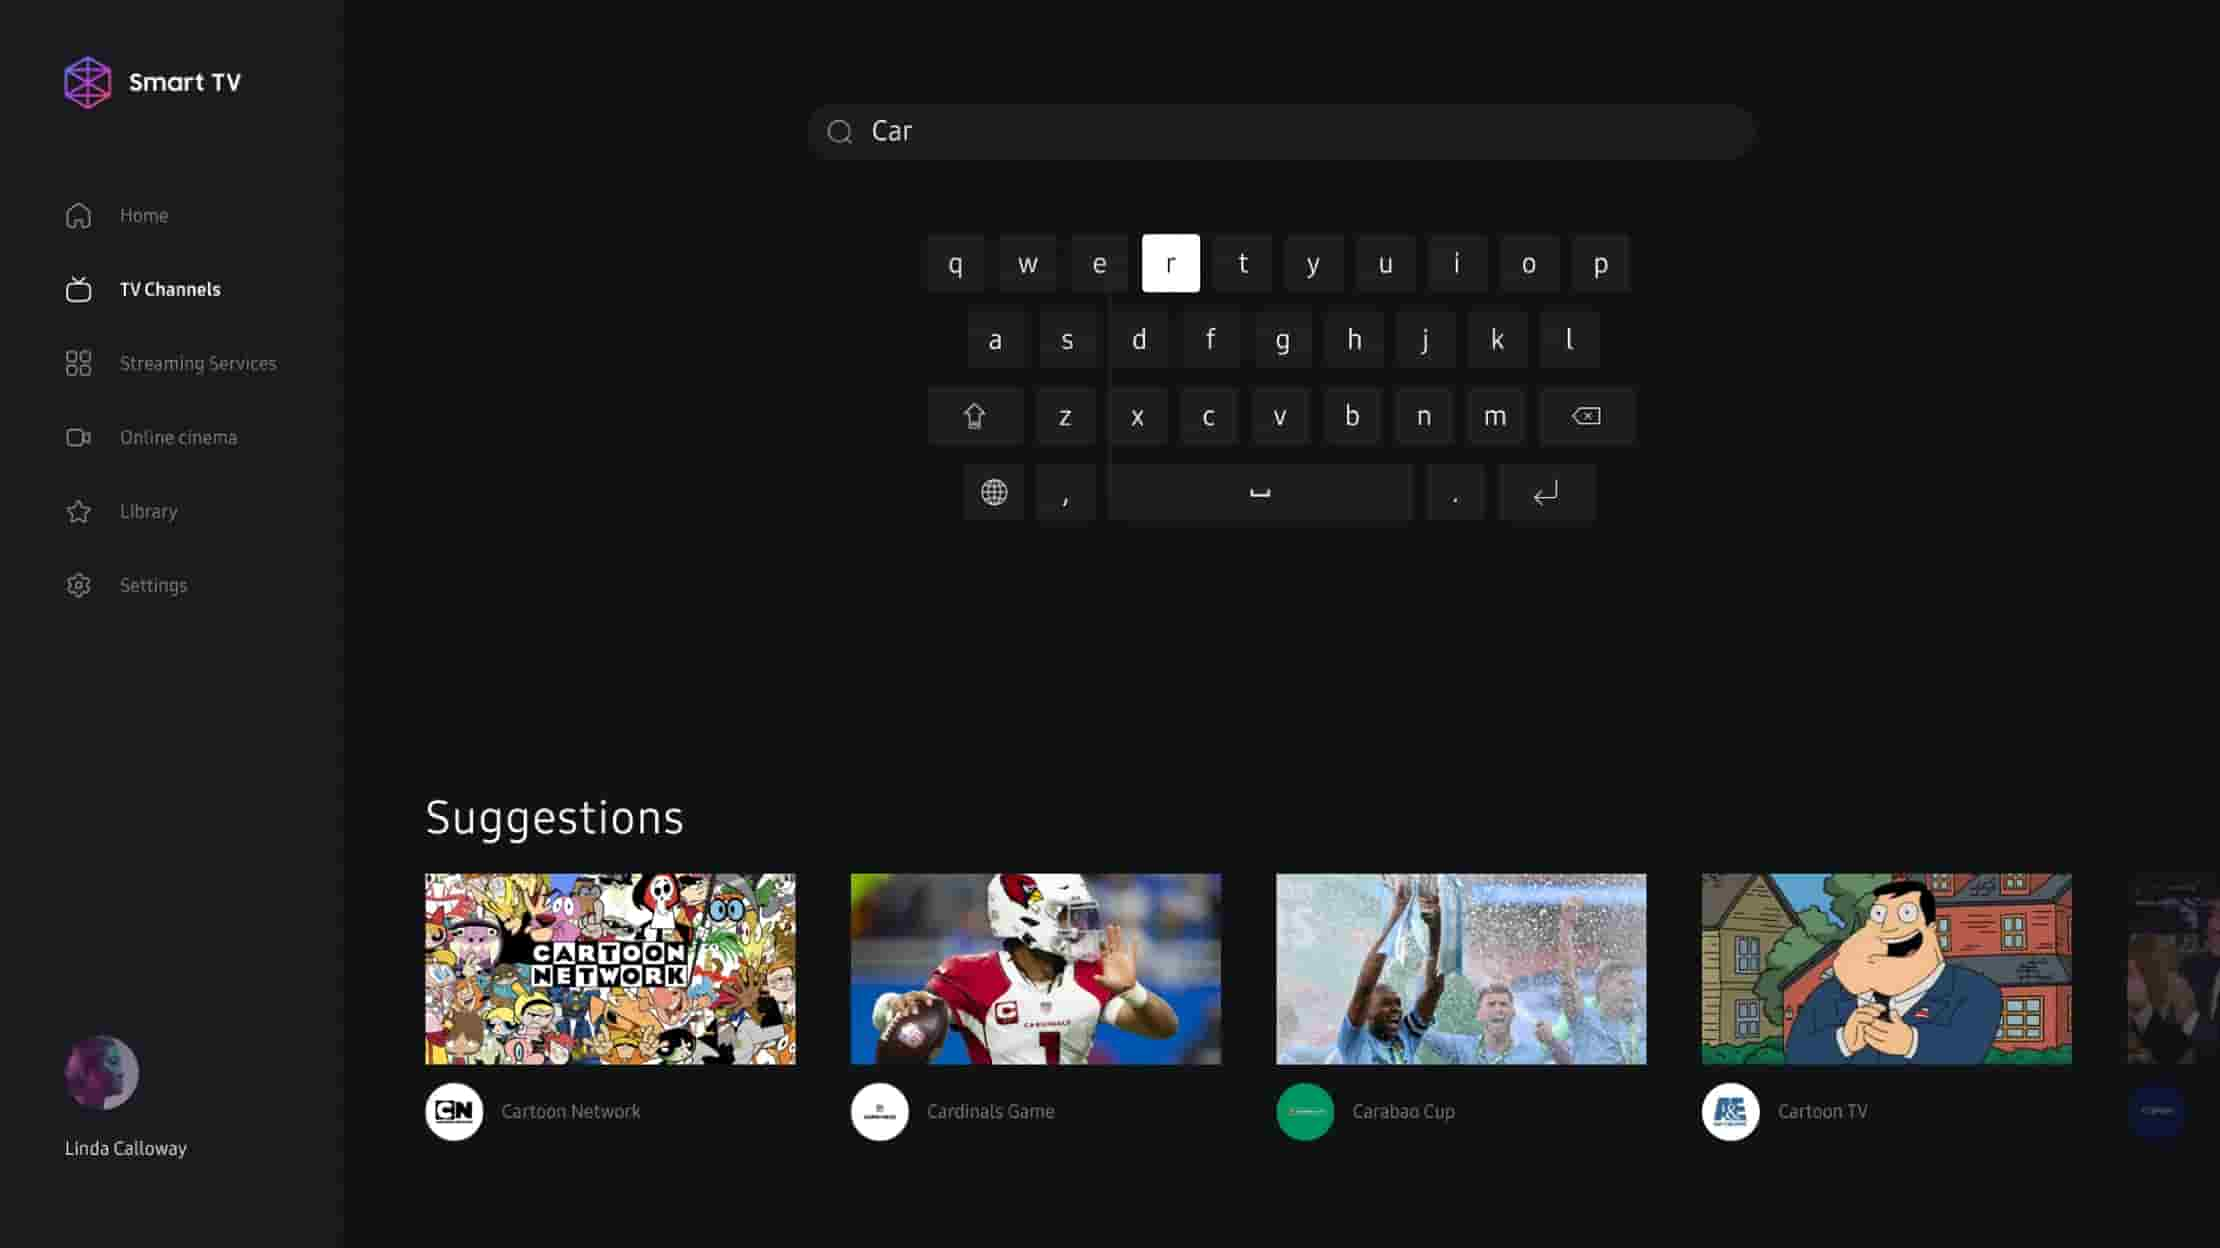 Smart TV
Home
TV Channels
Streaming Services
Online cinema
Library
Settings
Linda Calloway
Car
q w e r t y u i o p
a s d f g h j k l
z x c v b n m
, .
Suggestions
CARTOON
NETWORK
C
CARDINALS
1
CN
Cartoon Network
Cardinals Game
Carabao Cup
A&E
Cartoon TV